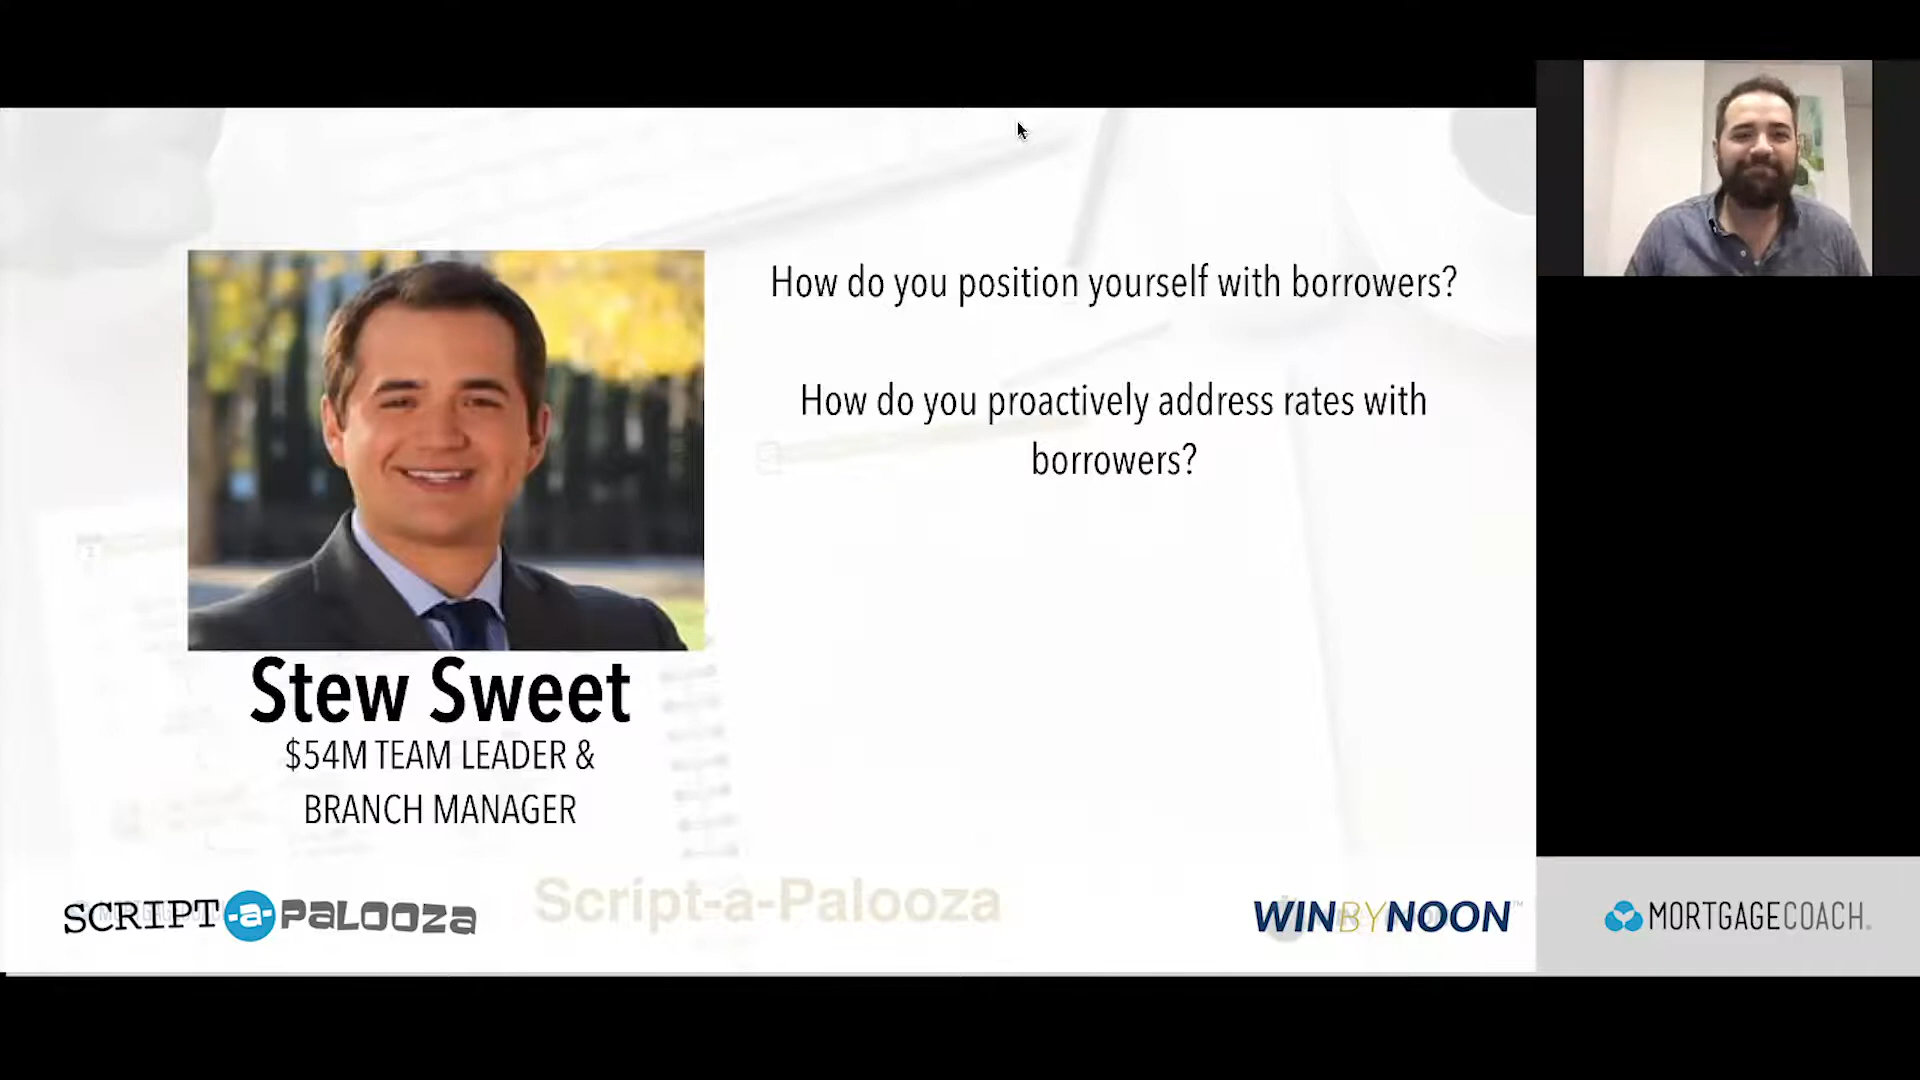 How do you position yourself with borrowers?
How do you proactively address rates with
borrowers?
Stew Sweet
$54M TEAM LEADER &
BRANCH MANAGER
SCRIPT-a-PALOOZA
Script-a-Palooza
WINBYNOON™
MORTGAGECOACH®